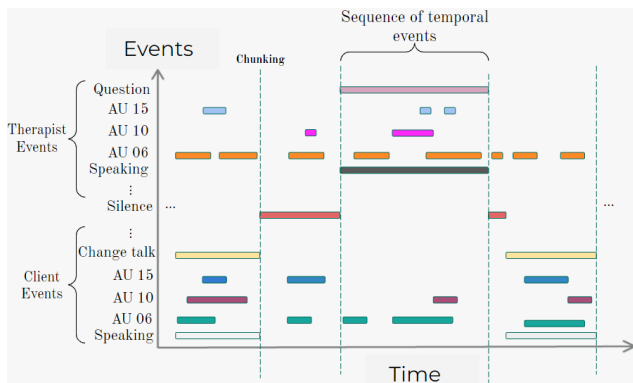 Sequence of temporal
events
Events
Chunking
Question
AU 15
AU 10
AU 06
Speaking
⋮
Therapist
Events
Silence
...
...
⋮
Change talk
AU 15
AU 10
AU 06
Speaking
Client
Events
Time